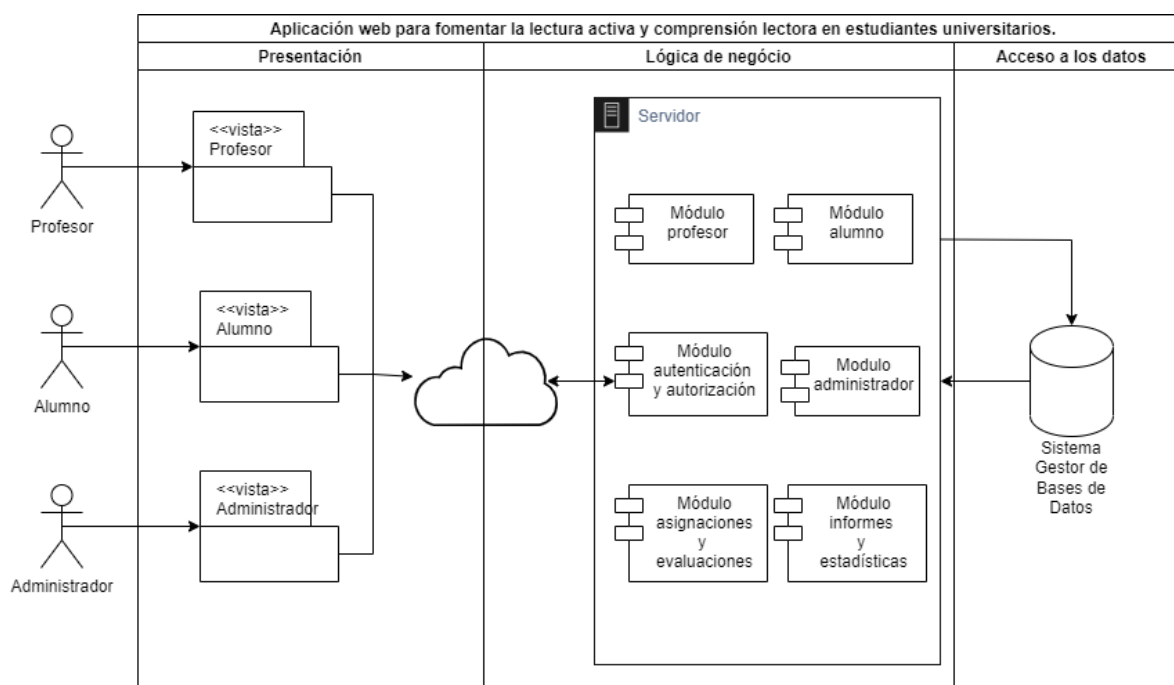 Aplicación web para fomentar la lectura activa y comprensión lectora en estudiantes universitarios.
Presentación
Lógica de negócio
Acceso a los datos
Servidor
<<vista>>
Profesor
Profesor
Módulo
profesor
Módulo
alumno
<<vista>>
Alumno
Alumno
Módulo
autenticación
y autorización
Modulo
administrador
Sistema
Gestor de
Bases de
Datos
<<vista>>
Administrador
Administrador
Módulo
asignaciones
y
evaluaciones
Módulo
informes
y
estadísticas